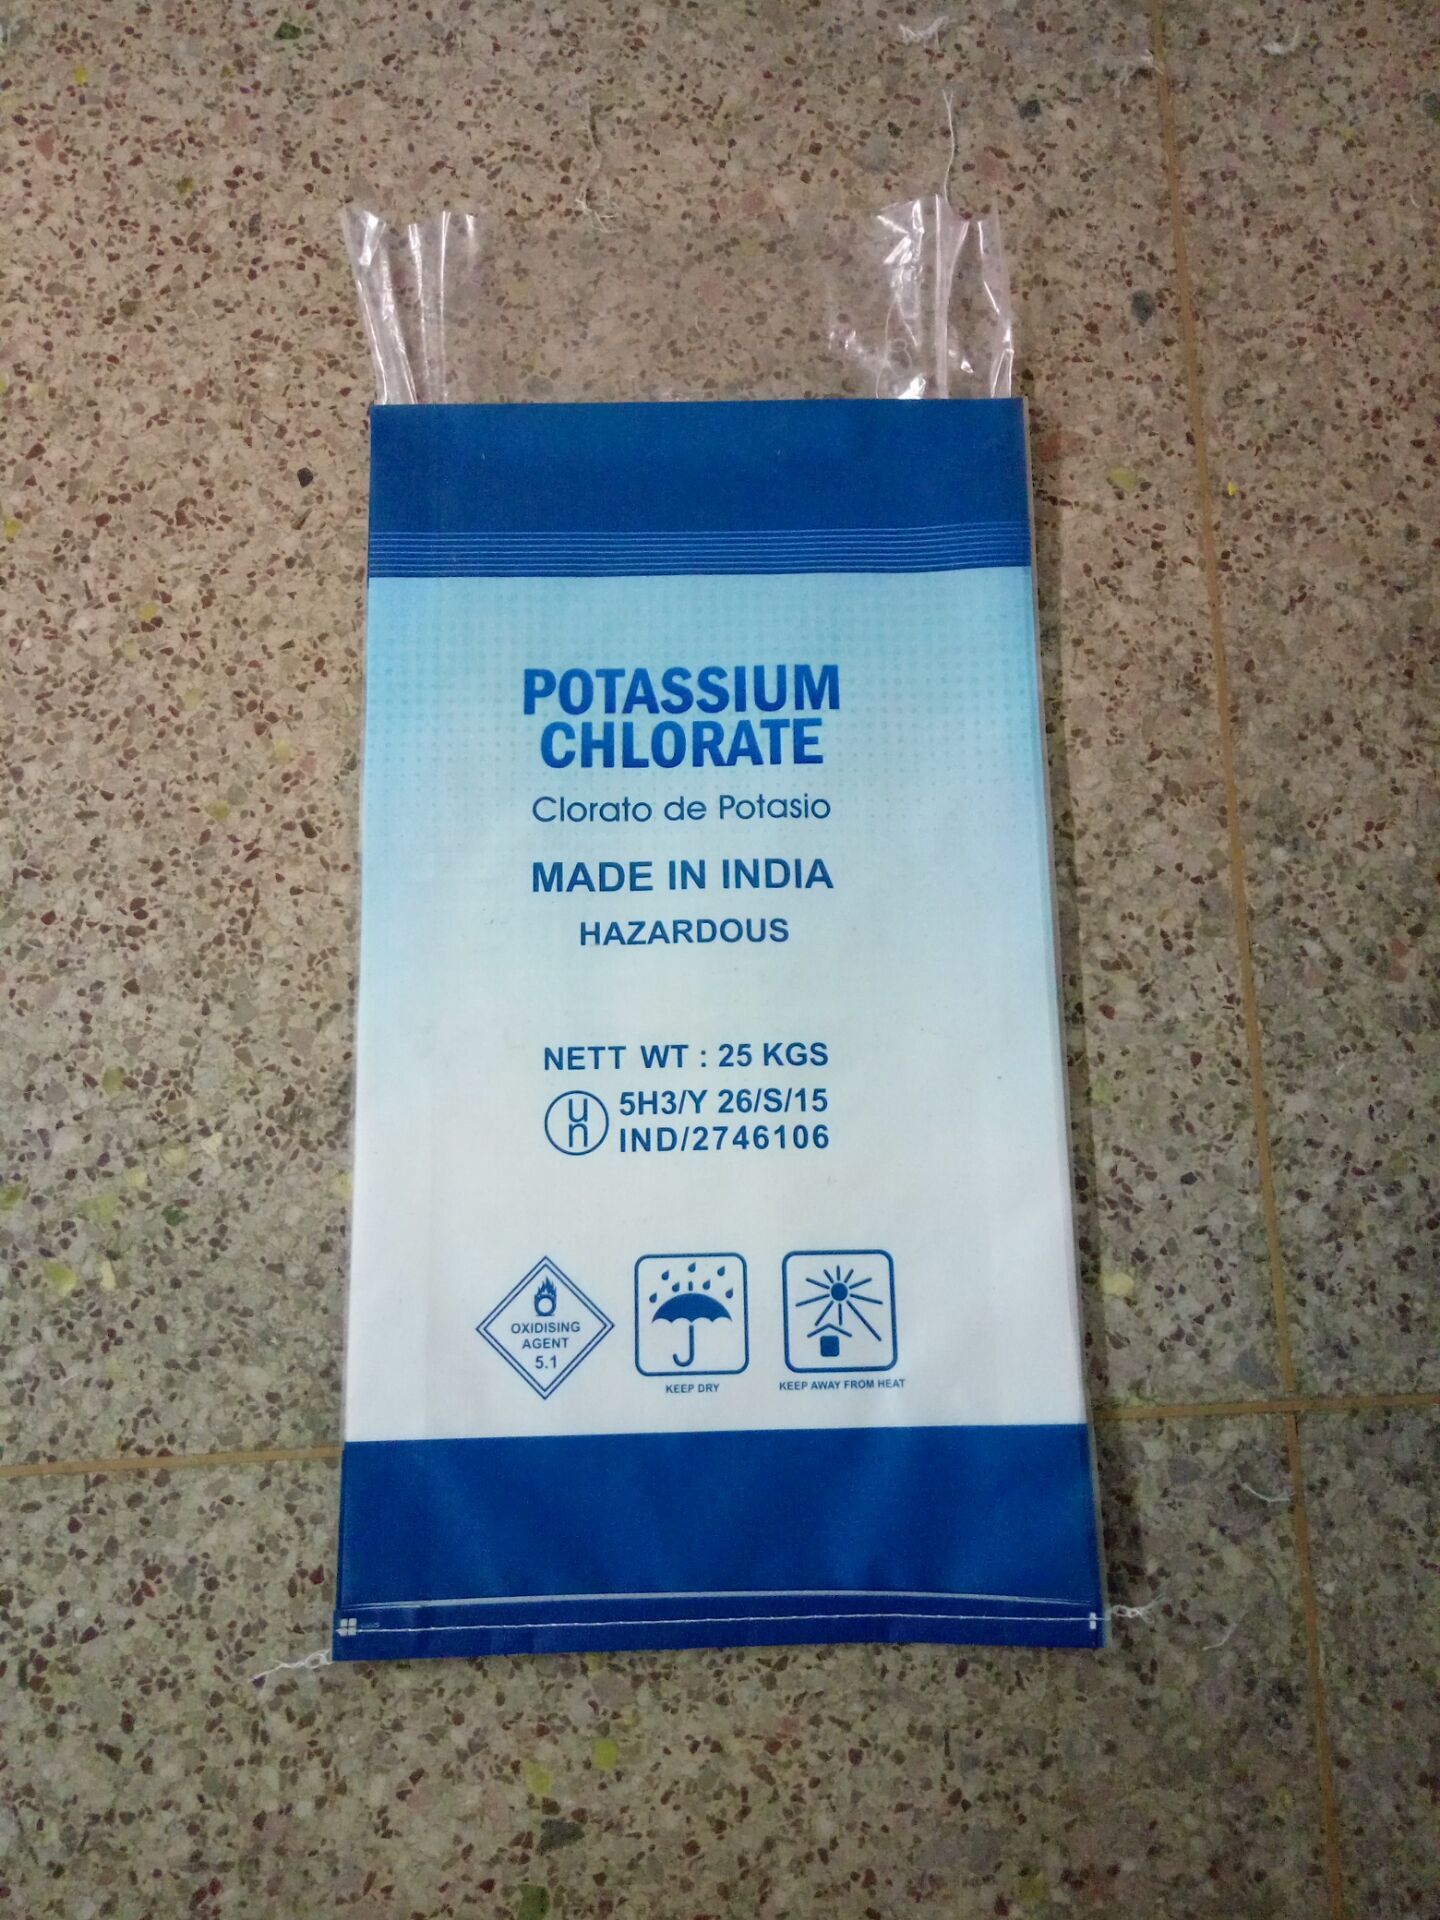 POTASSIUM
CHLORATE
Clorato de Potasio
MADE IN INDIA
HAZARDOUS
NETT WT : 25 KGS
un
5H3/Y 26/S/15
IND/2746106
OXIDISING
AGENT
5.1
KEEP DRY
KEEP AWAY FROM HEAT